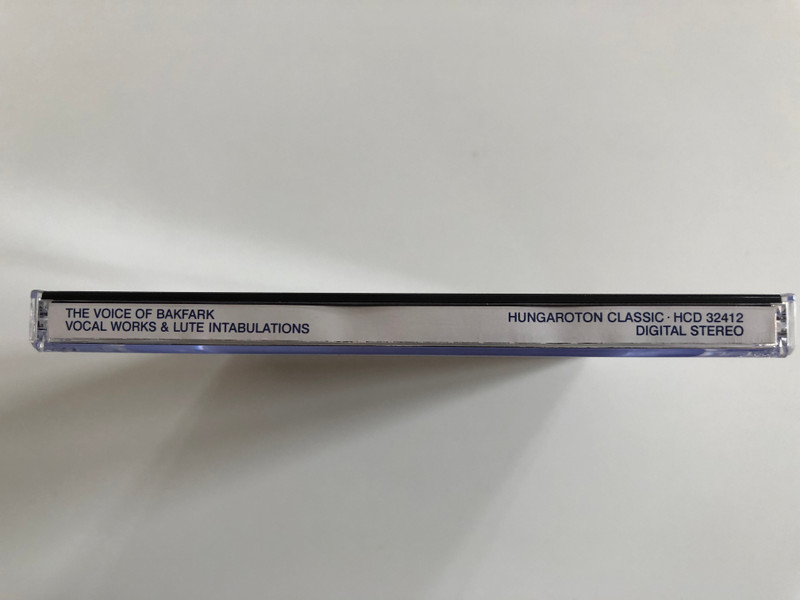 THE VOICE OF BAKFARK
VOCAL WORKS & LUTE INTABULATIONS
HUNGAROTON CLASSIC · HCD 32412
DIGITAL STEREO